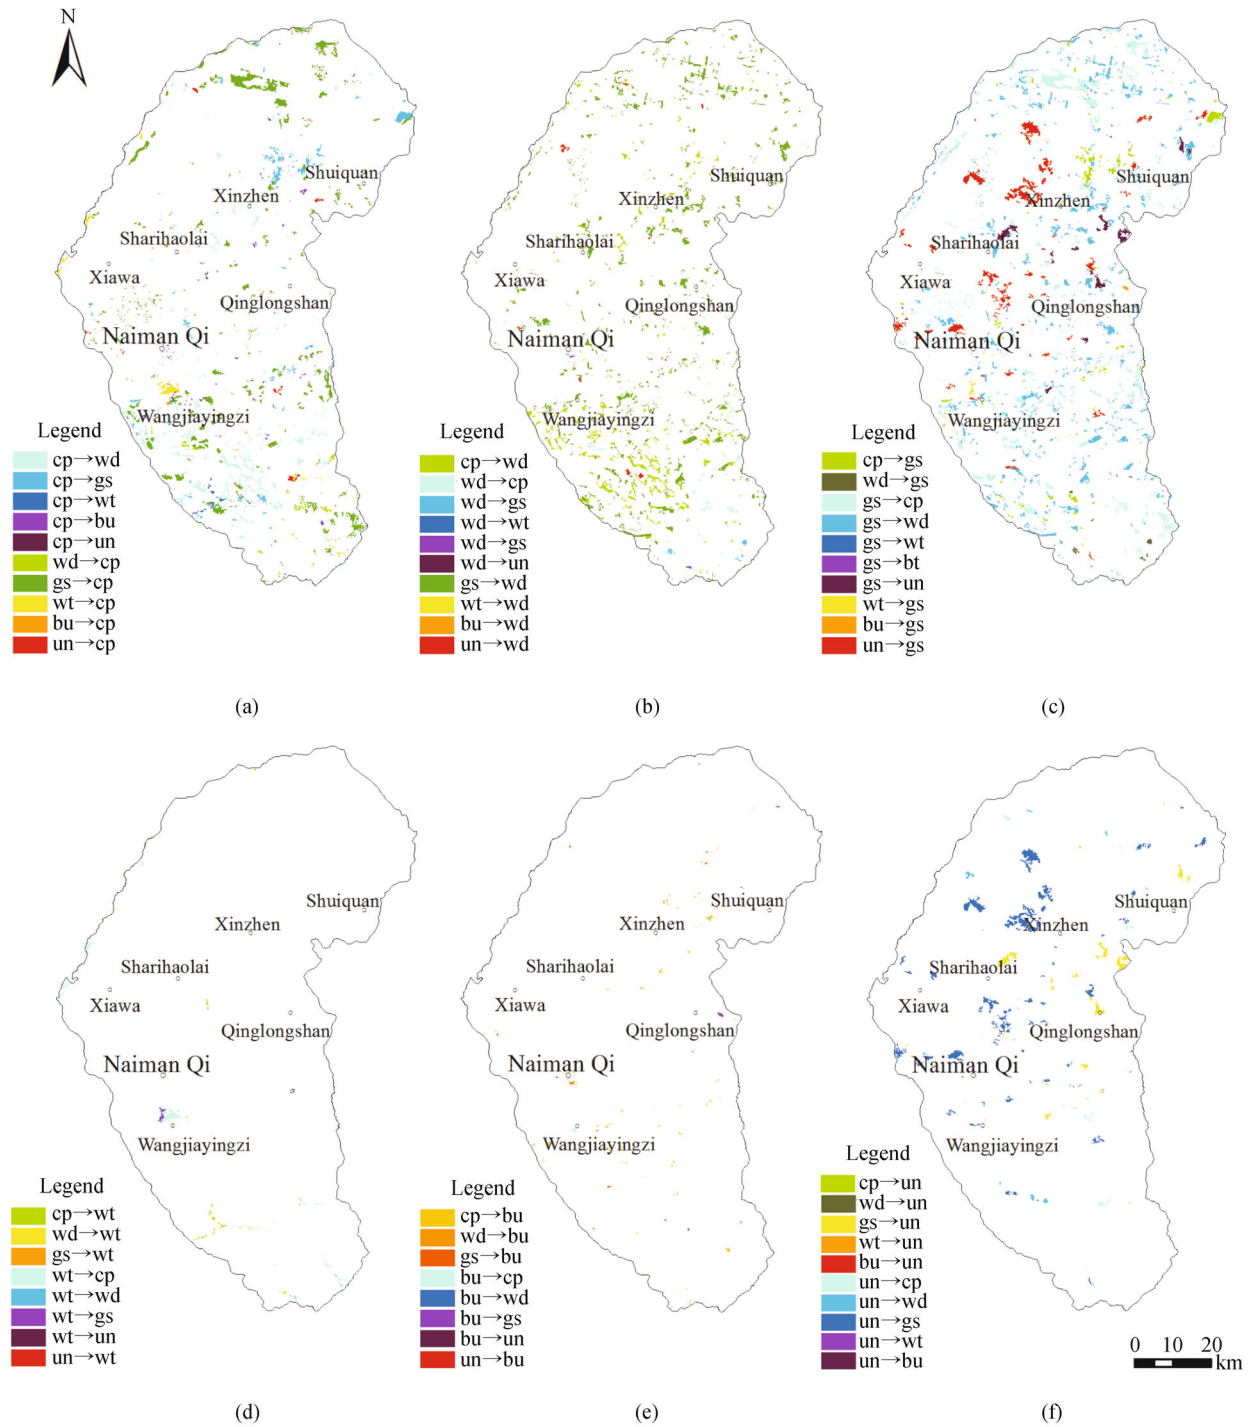 N
Shuiquan
Xinzhen
Sharihaolai
Xiawa
Qinglongshan
Naiman Qi
Wangjiayingzi
Legend
cp→wd
cp→gs
cp→wt
cp→bu
cp→un
wd→cp
gs→cp
wt→cp
bu→cp
un→cp
(a)
Shuiquan
Xinzhen
Sharihaolai
Xiawa
Qinglongshan
Naiman Qi
Wangjiayingzi
Legend
cp→wd
wd→cp
wd→gs
wd→wt
wd→gs
wd→un
gs→wd
wt→wd
bu→wd
un→wd
(b)
Shuiquan
Xinzhen
Sharihaolai
Xiawa
Qinglongshan
Naiman Qi
Wangjiayingzi
Legend
cp→gs
wd→gs
gs→cp
gs→wd
gs→wt
gs→bt
gs→un
wt→gs
bu→gs
un→gs
(c)
Shuiquan
Xinzhen
Sharihaolai
Xiawa
Qinglongshan
Naiman Qi
Wangjiayingzi
Legend
cp→wt
wd→wt
gs→wt
wt→cp
wt→wd
wt→gs
wt→un
un→wt
(d)
Shuiquan
Xinzhen
Sharihaolai
Xiawa
Qinglongshan
Naiman Qi
Wangjiayingzi
Legend
cp→bu
wd→bu
gs→bu
bu→cp
bu→wd
bu→gs
bu→un
un→bu
(e)
Shuiquan
Xinzhen
Sharihaolai
Xiawa
Qinglongshan
Naiman Qi
Wangjiayingzi
Legend
cp→un
wd→un
gs→un
wt→un
bu→un
un→cp
un→wd
un→gs
un→wt
un→bu
0 10 20
km
(f)